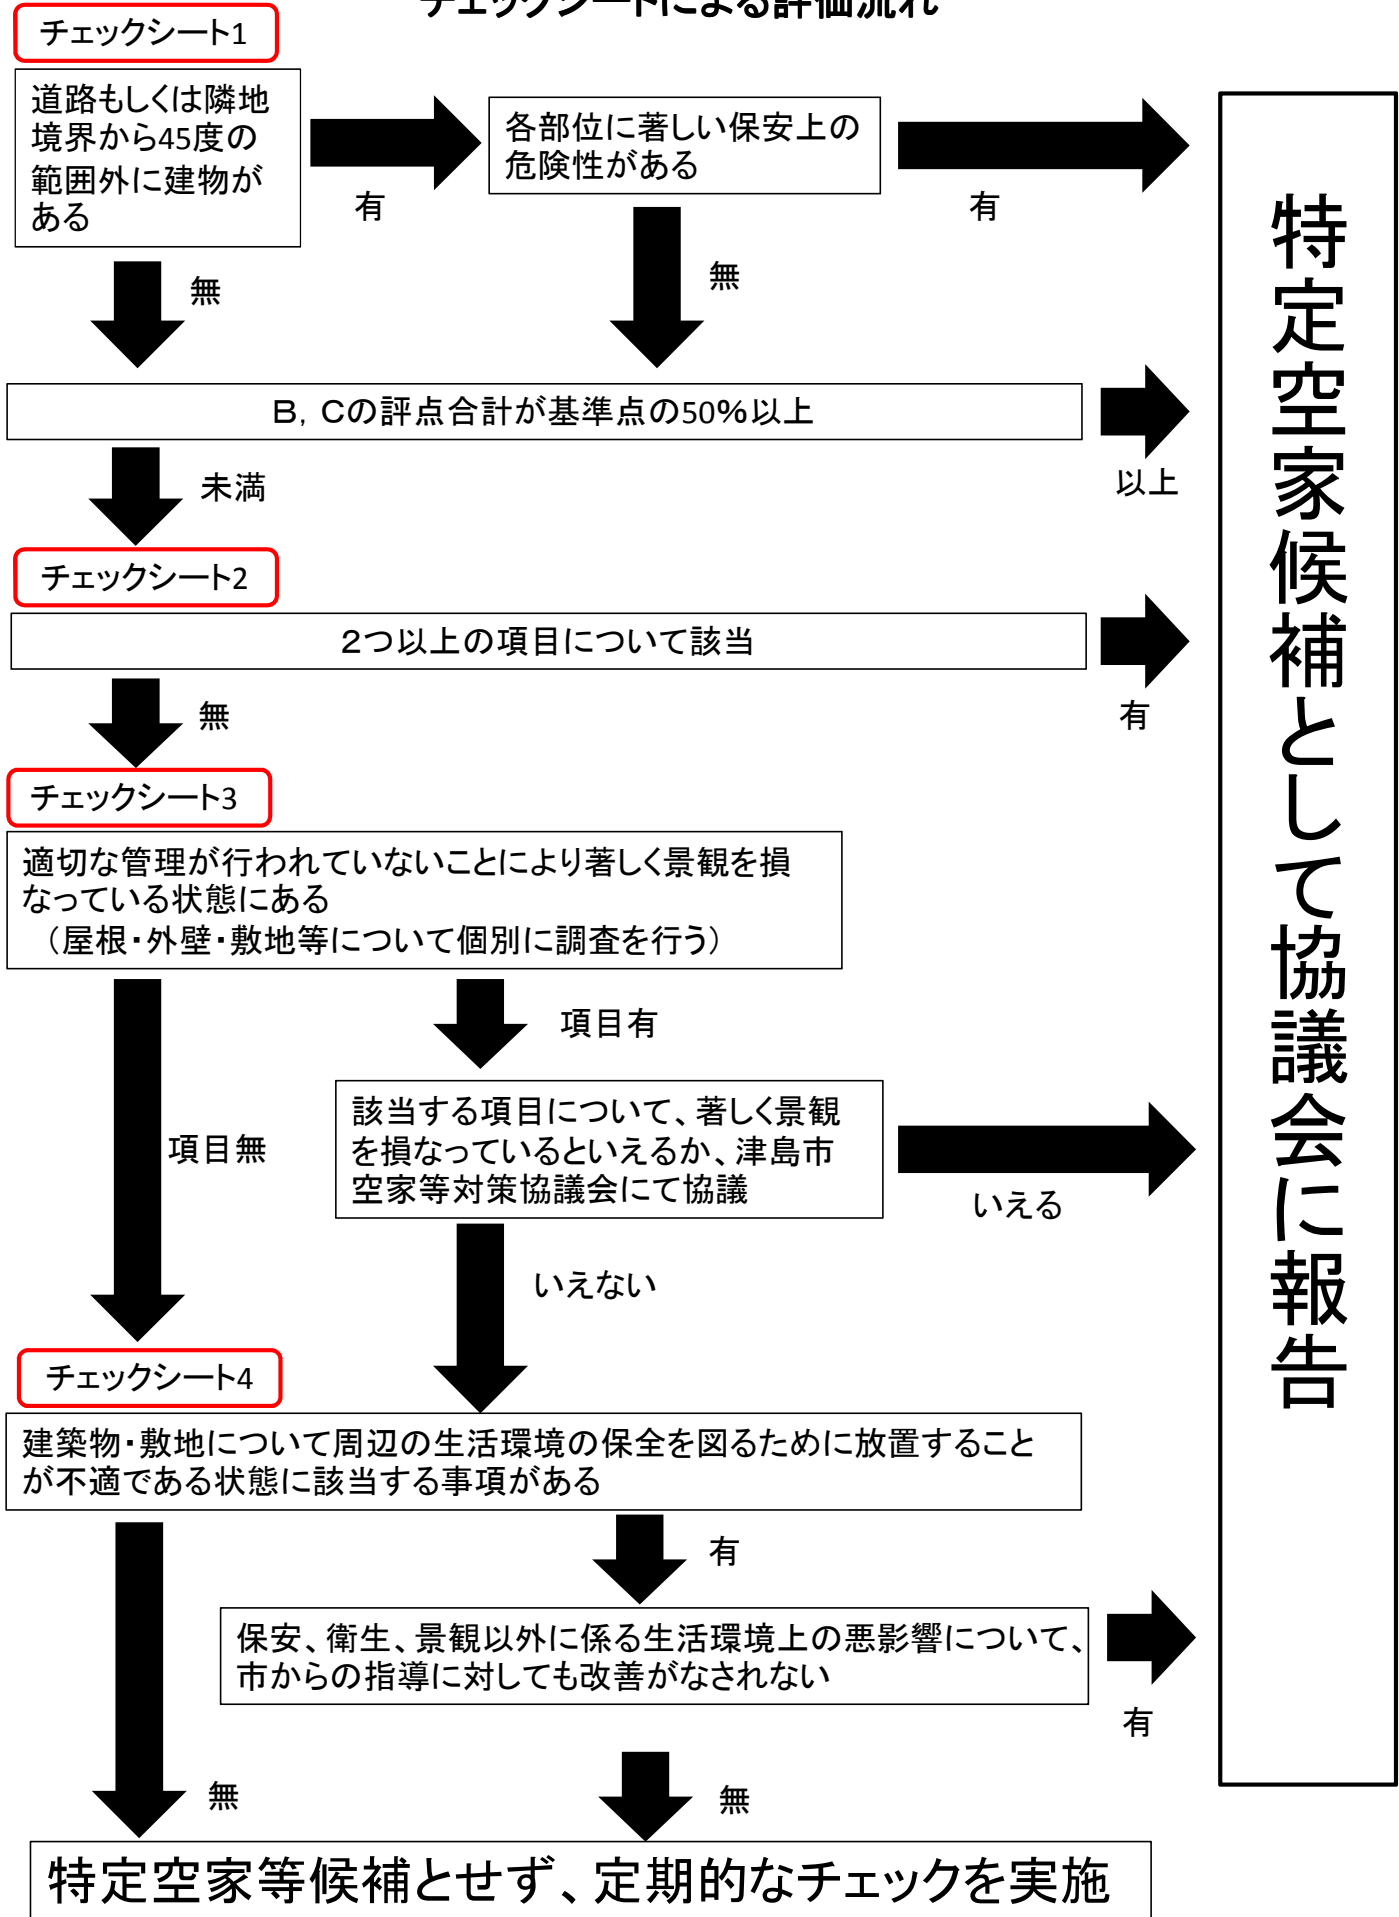 チェックシートによる評価流れ
チェックシート1
道路もしくは隣地
境界から45度の
範囲外に建物が
ある
有
各部位に著しい保安上の
危険性がある
有
無
無
B，Cの評点合計が基準点の50%以上
以上
未満
チェックシート2
２つ以上の項目について該当
有
無
チェックシート3
適切な管理が行われていないことにより著しく景観を損
なっている状態にある
（屋根・外壁・敷地等について個別に調査を行う）
項目有
項目無
該当する項目について、著しく景観
を損なっているといえるか、津島市
空家等対策協議会にて協議
いえる
いえない
チェックシート4
建築物・敷地について周辺の生活環境の保全を図るために放置すること
が不適である状態に該当する事項がある
有
保安、衛生、景観以外に係る生活環境上の悪影響について、
市からの指導に対しても改善がなされない
有
無
無
特定空家等候補とせず、定期的なチェックを実施
特定空家候補として協議会に報告